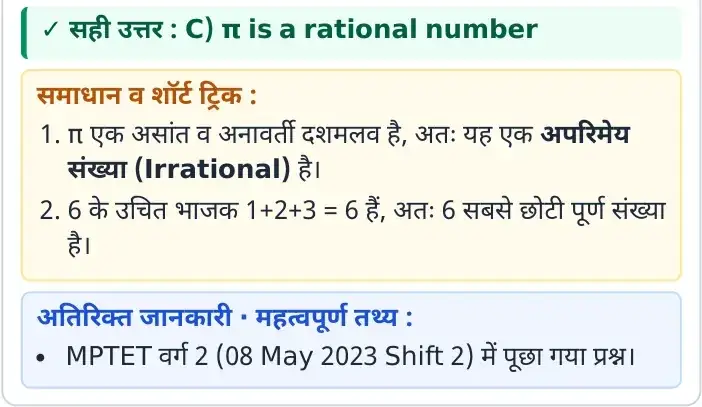 ✓ सही उत्तर : C) π is a rational number
समाधान व शॉर्ट ट्रिक :
1. π एक असांत व अनावर्ती दशमलव है, अतः यह एक अपरिमेय
संख्या (Irrational) है।
2. 6 के उचित भाजक 1+2+3 = 6 हैं, अतः 6 सबसे छोटी पूर्ण संख्या
है।
अतिरिक्त जानकारी · महत्वपूर्ण तथ्य :
• MPTET वर्ग 2 (08 May 2023 Shift 2) में पूछा गया प्रश्न।